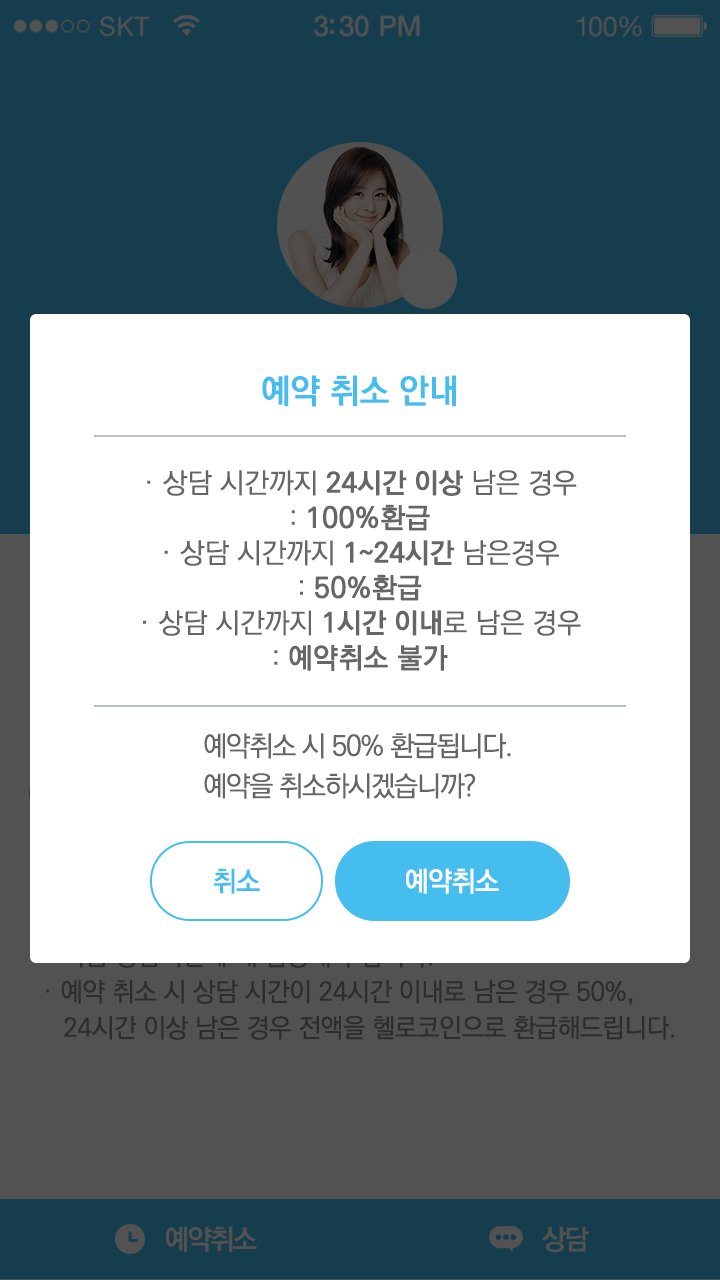 SKT 3:30 PM 100%
예약 취소 안내
· 상담 시간까지 24시간 이상 남은 경우
: 100%환급
· 상담 시간까지 1~24시간 남은경우
: 50%환급
· 상담 시간까지 1시간 이내로 남은 경우
: 예약취소 불가
예약취소 시 50% 환급됩니다.
예약을 취소하시겠습니까?
취소 예약취소
· 예약 취소 시 상담 시간이 24시간 이내로 남은 경우 50%,
24시간 이상 남은 경우 전액을 헬로코인으로 환급해드립니다.
예약취소 상담